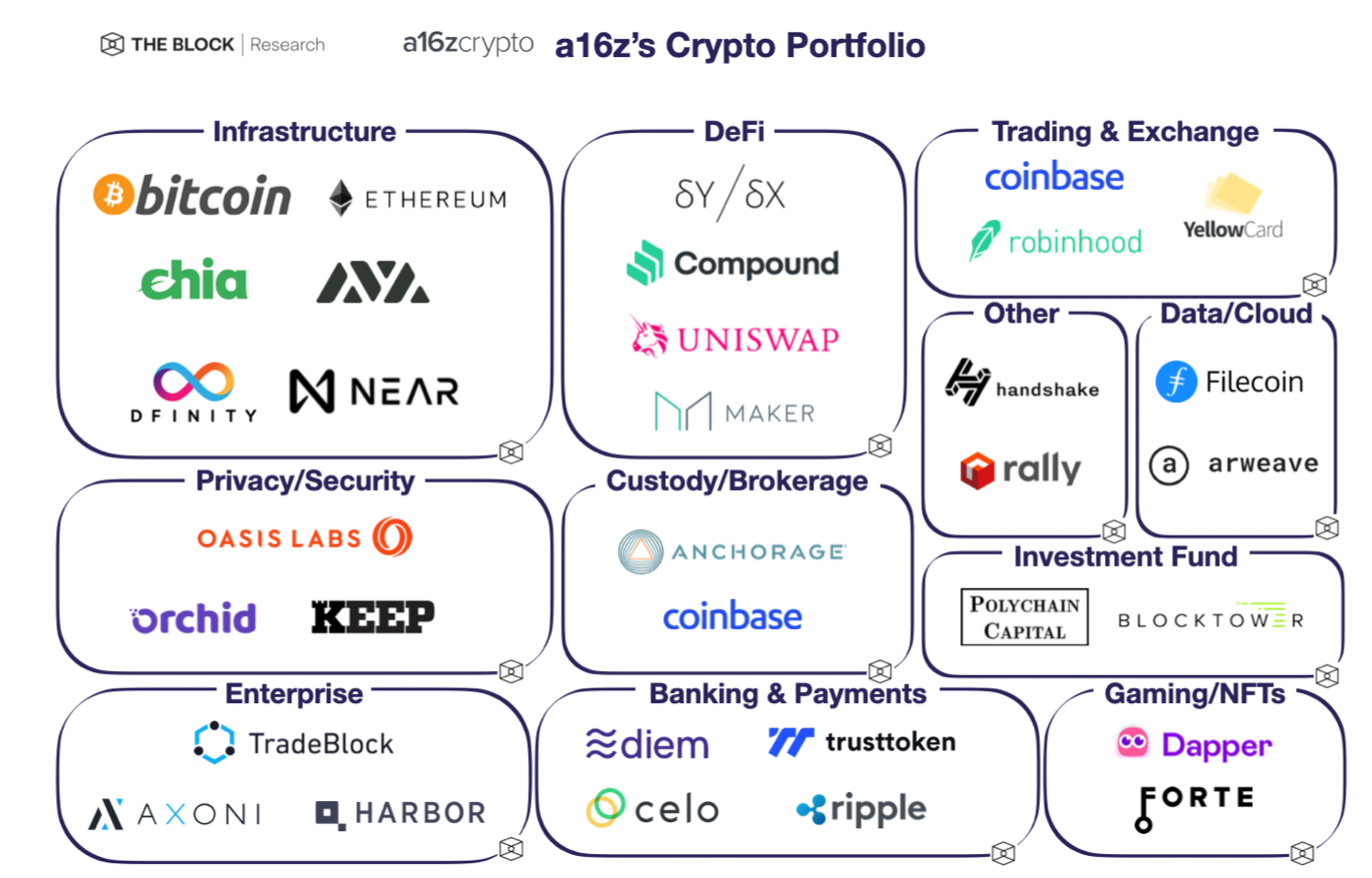 THE BLOCK | Research
a16zcrypto
a16z's Crypto Portfolio
Infrastructure
bitcoin
ETHEREUM
chia
AVA
DFINITY
NEAR
DeFi
δY/δX
Compound
UNISWAP
MAKER
Trading & Exchange
coinbase
robinhood
YellowCard
Other
handshake
rally
Data/Cloud
Filecoin
a arweave
Privacy/Security
OASIS LABS
orchid
KEEP
Custody/Brokerage
ANCHORAGE
coinbase
Investment Fund
POLYCHAIN
CAPITAL
BLOCKTOWER
Enterprise
TradeBlock
AXONI
HARBOR
Banking & Payments
diem
trusttoken
celo
ripple
Gaming/NFTs
Dapper
FORTE